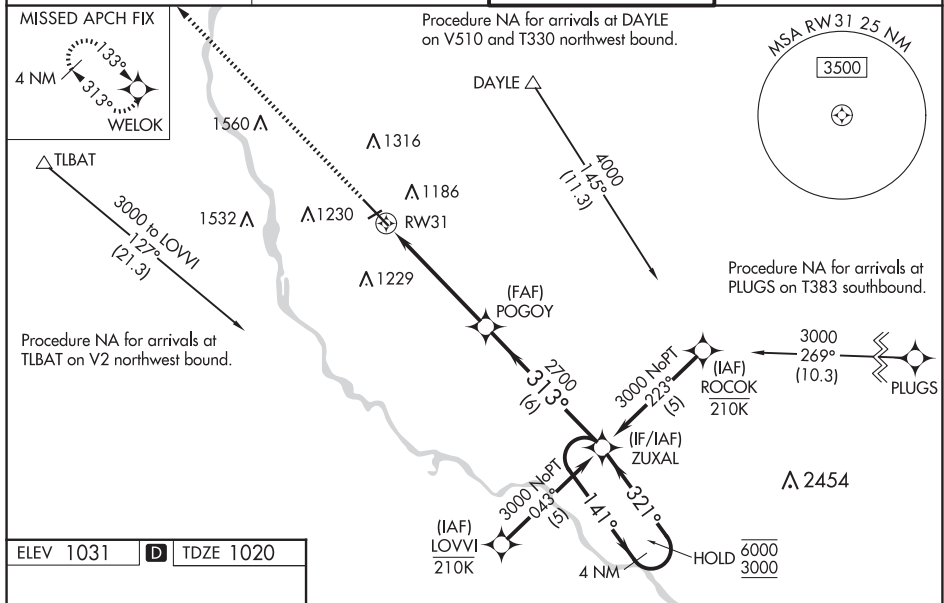 MISSED APCH FIX
4 NM
133°
313°
WELOK
Procedure NA for arrivals at DAYLE
on V510 and T330 northwest bound.
MSA RW31 25 NM
3500
DAYLE
4000
145°
(11.3)
1560
1316
1186
1532
1230
RW31
1229
TLBAT
3000 to LOVVI
127°
(21.3)
Procedure NA for arrivals at
TLBAT on V2 northwest bound.
Procedure NA for arrivals at
PLUGS on T383 southbound.
(FAF)
POGOY
2700
313°
(6)
3000 NoPT
223°
(5)
(IAF)
ROCOK
210K
3000
269°
(10.3)
PLUGS
(IF/IAF)
ZUXAL
2454
3000 NoPT
043°
(5)
141°
321°
(IAF)
LOVVI
210K
4 NM
HOLD
6000
3000
ELEV 1031
D
TDZE 1020